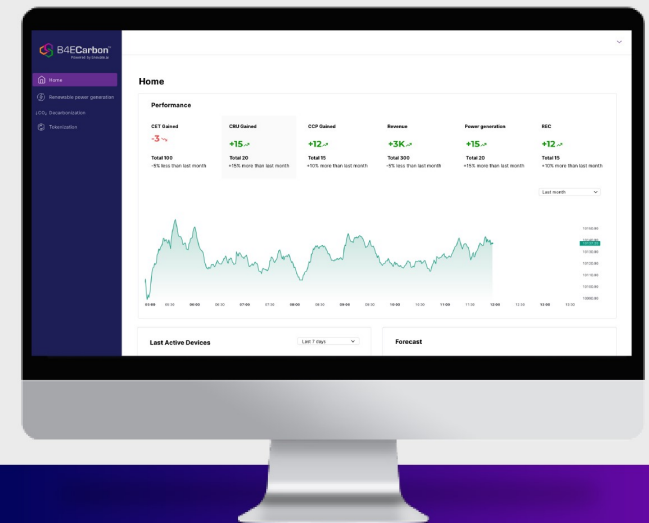 B4ECarbon
Home
Renewable power generation
Decarbonization
Tokenization
Home
Performance
CET Gained
-3
Total 100
-5% less than last month
CBU Gained
+15
Total 20
+15% more than last month
CCP Gained
+12
Total 15
+10% more than last month
Revenue
+3K
Total 300
-5% less than last month
Power generation
+15
Total 20
+15% more than last month
REC
+12
Total 15
+10% more than last month
Last month
Last Active Devices
Last 7 days
Forecast